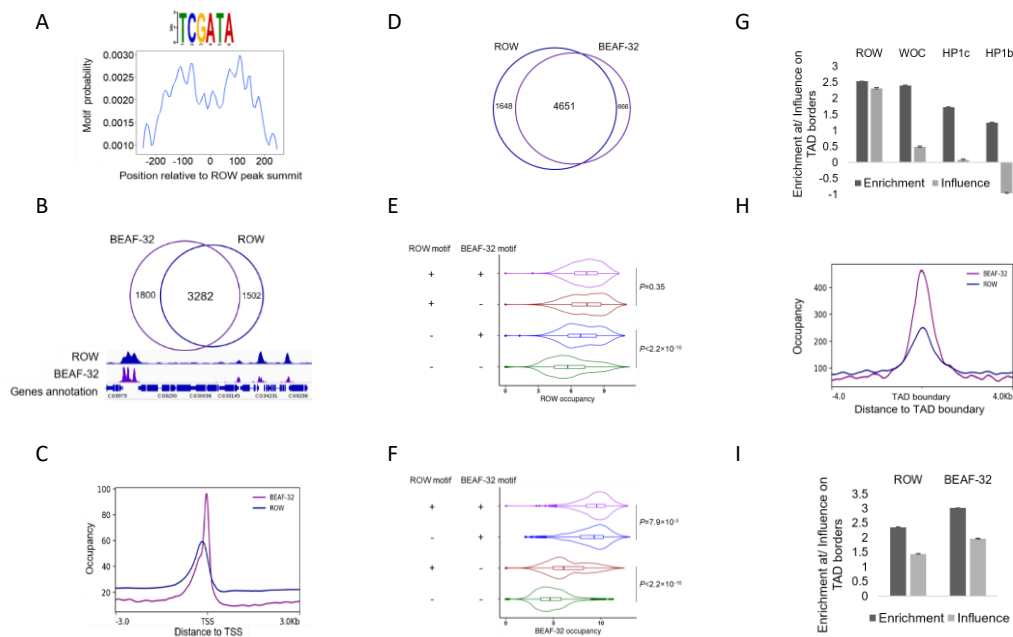 A
TCGATA
Motif probability
0.0030
0.0025
0.0020
0.0015
0.0010
-200 -100 0 100 200
Position relative to ROW peak summit
B
BEAF-32 ROW
1800 3282 1502
ROW
BEAF-32
Genes annotation
C
Occupancy
100
80
60
40
20
BEAF-32
ROW
-3.0 TSS 3.0Kb
Distance to TSS
D
ROW BEAF-32
1648 4651 666
E
ROW motif BEAF-32 motif
+ +
P=0.35
+ -
- +
P<2.2×10⁻¹⁶
- -
0 3 6 9
ROW occupancy
F
ROW motif BEAF-32 motif
+ +
P=7.9×10⁻⁵
- +
+ -
P<2.2×10⁻¹⁶
- -
0 5 10
BEAF-32 occupancy
G
ROW WOC HP1c HP1b
Enrichment at/ Influence on
TAD borders
3
2.5
2
1.5
1
0.5
0
-0.5
-1
Enrichment Influence
H
Occupancy
400
300
200
100
BEAF-32
ROW
-4.0 TAD boundary 4.0Kb
Distance to TAD boundary
I
ROW BEAF-32
Enrichment at/ Influence on
TAD borders
3.5
3
2.5
2
1.5
1
0.5
0
Enrichment Influence